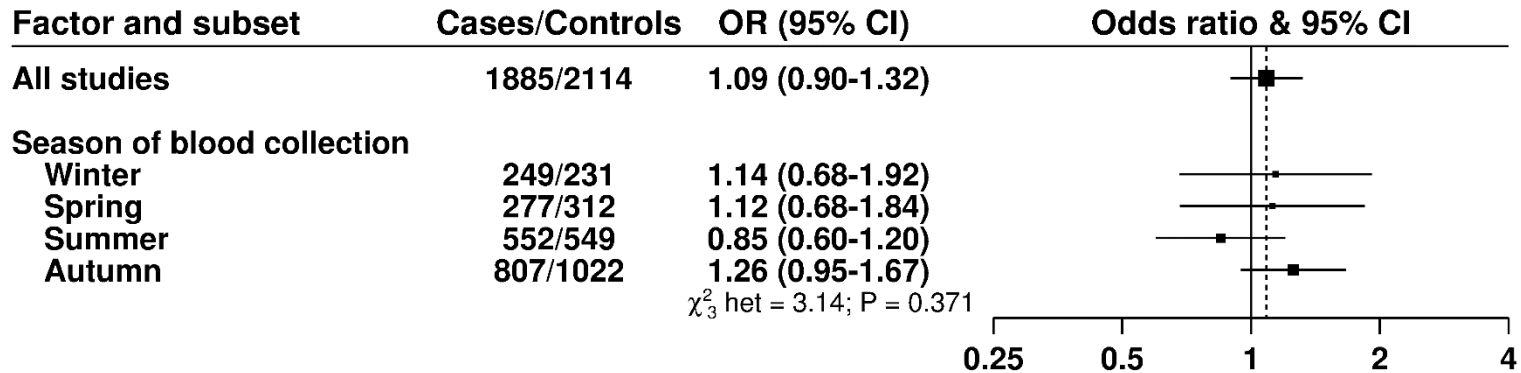 Factor and subset Cases/Controls OR (95% CI) Odds ratio & 95% CI
All studies 1885/2114 1.09 (0.90-1.32)
Season of blood collection
Winter 249/231 1.14 (0.68-1.92)
Spring 277/312 1.12 (0.68-1.84)
Summer 552/549 0.85 (0.60-1.20)
Autumn 807/1022 1.26 (0.95-1.67)
χ²₃ het = 3.14; P = 0.371
0.25 0.5 1 2 4